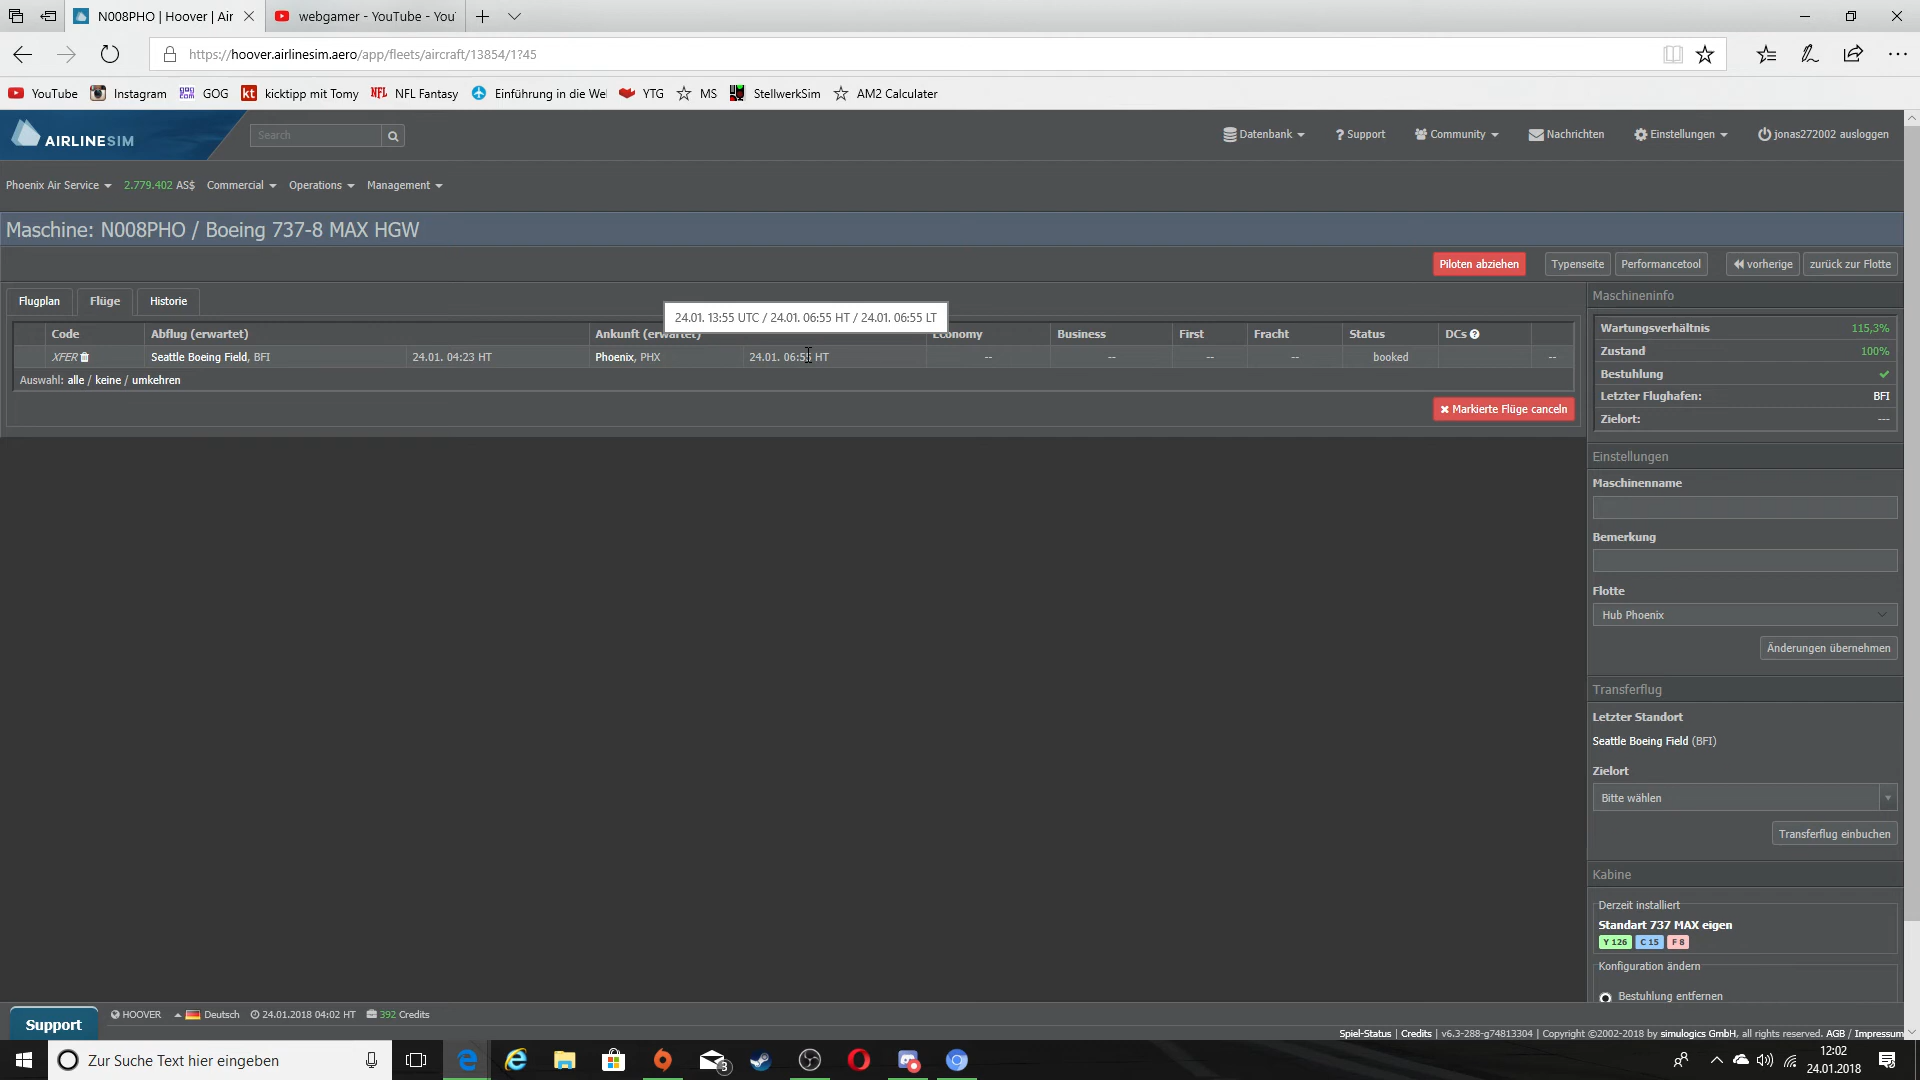 N008PHO | Hoover | Air
webgamer - YouTube - You
https://hoover.airlinesim.aero/app/fleets/aircraft/13854/1?45
YouTube Instagram GOG kicktipp mit Tomy NFL Fantasy Einführung in die We YTG MS StellwerkSim AM2 Calculater
AIRLINESIM
Search
Datenbank Support Community Nachrichten Einstellungen jonas272002 ausloggen
Phoenix Air Service 2.779.402 AS$ Commercial Operations Management
Maschine: N008PHO / Boeing 737-8 MAX HGW
Piloten abziehen Typenseite Performancetool vorherige zurück zur Flotte
Flugplan Flüge Historie
24.01. 13:55 UTC / 24.01. 06:55 HT / 24.01. 06:55 LT
Code Abflug (erwartet) Ankunft (erwartet) Economy Business First Fracht Status DCs
XFER Seattle Boeing Field, BFI 24.01. 04:23 HT Phoenix, PHX 24.01. 06:55 HT -- -- -- -- booked --
Auswahl: alle / keine / umkehren
Markierte Flüge canceln
Maschineninfo
Wartungsverhältnis 115,3%
Zustand 100%
Bestuhlung
Letzter Flughafen: BFI
Zielort: ---
Einstellungen
Maschinenname
Bemerkung
Flotte
Hub Phoenix
Änderungen übernehmen
Transferflug
Letzter Standort
Seattle Boeing Field (BFI)
Zielort
Bitte wählen
Transferflug einbuchen
Kabine
Derzeit installiert
Standart 737 MAX eigen
Y 126 C 15 F 8
Konfiguration ändern
Bestuhlung entfernen
Support
HOOVER Deutsch 24.01.2018 04:02 HT 392 Credits
Spiel-Status | Credits | v6.3-288-g74813304 | Copyright ©2002-2018 by simulogics GmbH, all rights reserved. AGB / Impressum
Zur Suche Text hier eingeben
3
12:02
24.01.2018